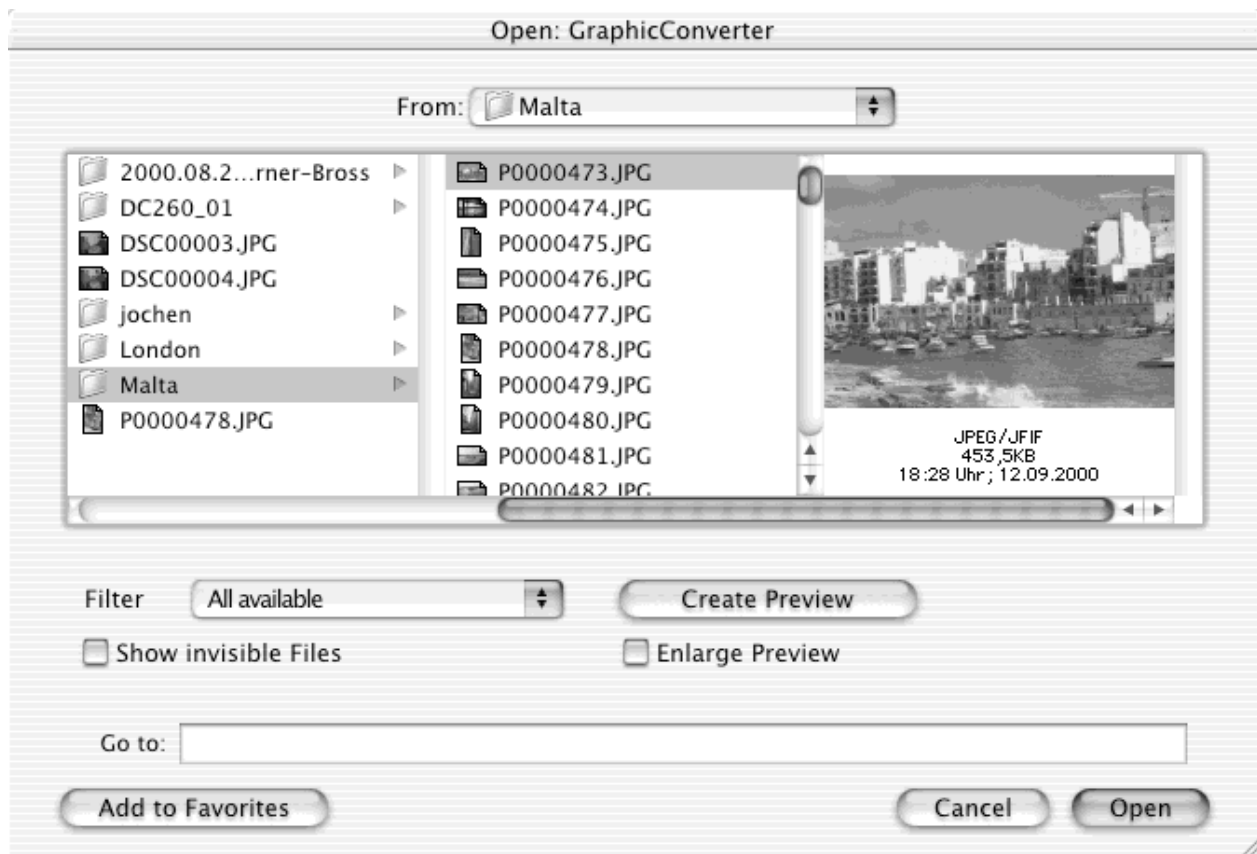 Open: GraphicConverter
From: Malta
2000.08.2...rner-Bross
DC260_01
DSC00003.JPG
DSC00004.JPG
jochen
London
Malta
P0000478.JPG
P0000473.JPG
P0000474.JPG
P0000475.JPG
P0000476.JPG
P0000477.JPG
P0000478.JPG
P0000479.JPG
P0000480.JPG
P0000481.JPG
P0000482.JPG
JPEG/JFIF
453,5KB
18:28 Uhr; 12.09.2000
Filter All available
Create Preview
Show invisible Files
Enlarge Preview
Go to:
Add to Favorites
Cancel
Open